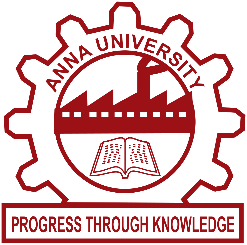 ANNA UNIVERSITY
PROGRESS THROUGH KNOWLEDGE